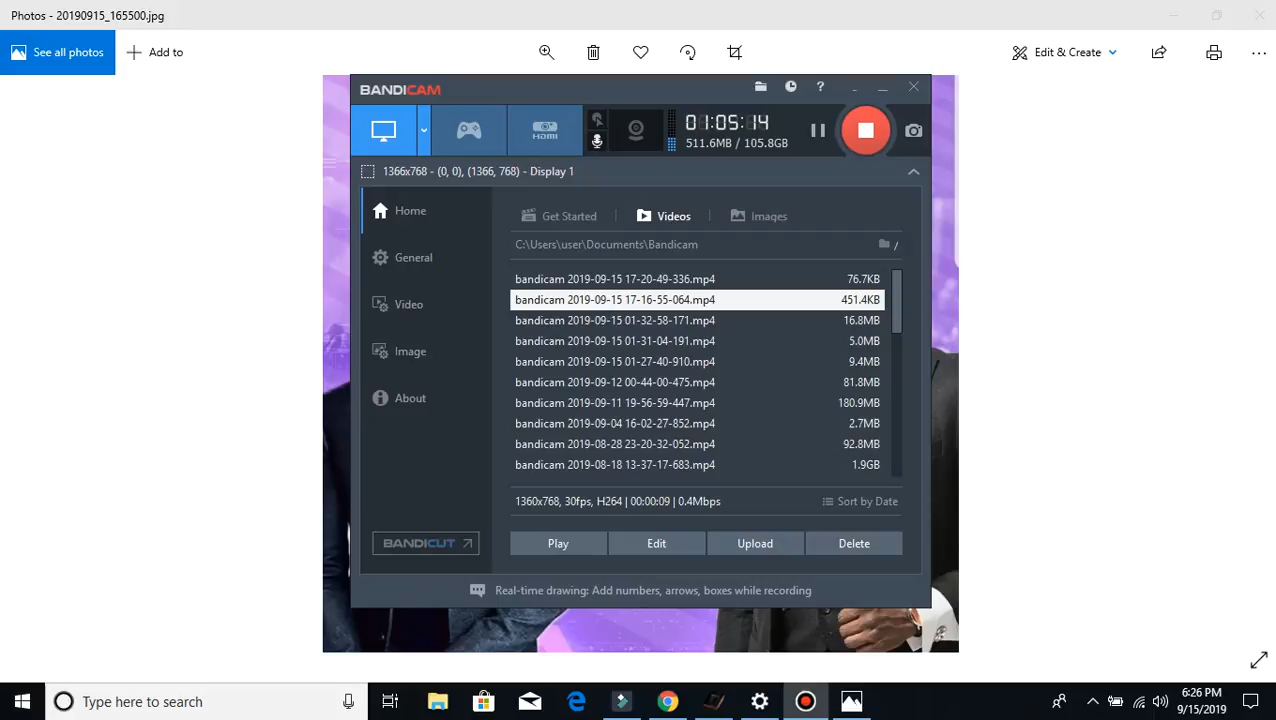 Photos - 20190915_165500.jpg
See all photos
Add to
Edit & Create
BANDICAM
HDMI
01:05:14
511.6MB / 105.8GB
1366x768 - (0, 0), (1366, 768) - Display 1
Home
General
Video
Image
About
BANDICUT
Get Started
Videos
Images
C:\Users\user\Documents\Bandicam
/
bandicam 2019-09-15 17-20-49-336.mp4 76.7KB
bandicam 2019-09-15 17-16-55-064.mp4 451.4KB
bandicam 2019-09-15 01-32-58-171.mp4 16.8MB
bandicam 2019-09-15 01-31-04-191.mp4 5.0MB
bandicam 2019-09-15 01-27-40-910.mp4 9.4MB
bandicam 2019-09-12 00-44-00-475.mp4 81.8MB
bandicam 2019-09-11 19-56-59-447.mp4 180.9MB
bandicam 2019-09-04 16-02-27-852.mp4 2.7MB
bandicam 2019-08-28 23-20-32-052.mp4 92.8MB
bandicam 2019-08-18 13-37-17-683.mp4 1.9GB
1360x768, 30fps, H264 | 00:00:09 | 0.4Mbps
Sort by Date
Play
Edit
Upload
Delete
Real-time drawing: Add numbers, arrows, boxes while recording
Type here to search
:26 PM
9/15/2019